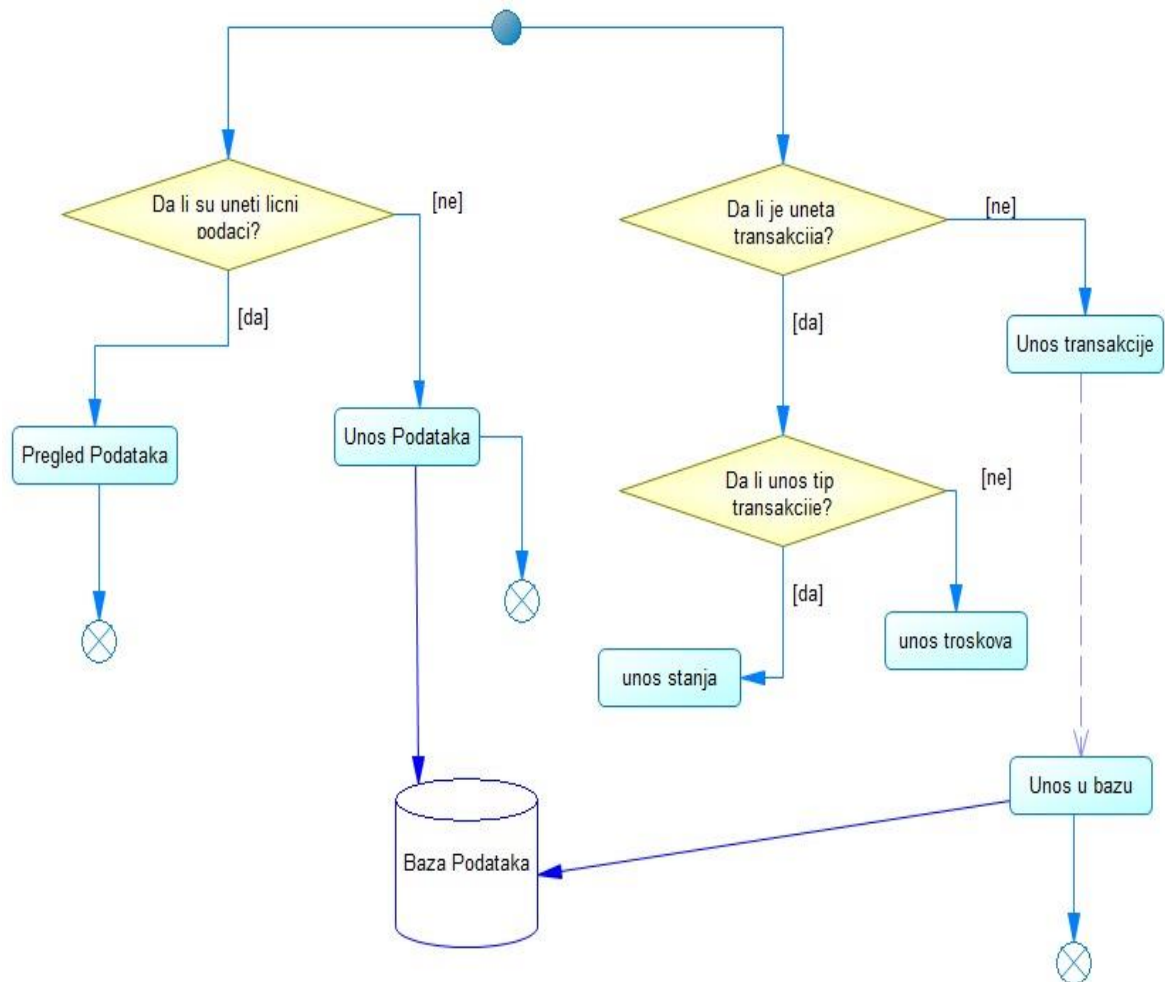 Da li su uneti licni
podaci?
[ne]
[da]
Pregled Podataka
Unos Podataka
Da li je uneta
transakcija?
[ne]
[da]
Unos transakcije
Da li unos tip
transakcije?
[ne]
[da]
unos troskova
unos stanja
Unos u bazu
Baza Podataka